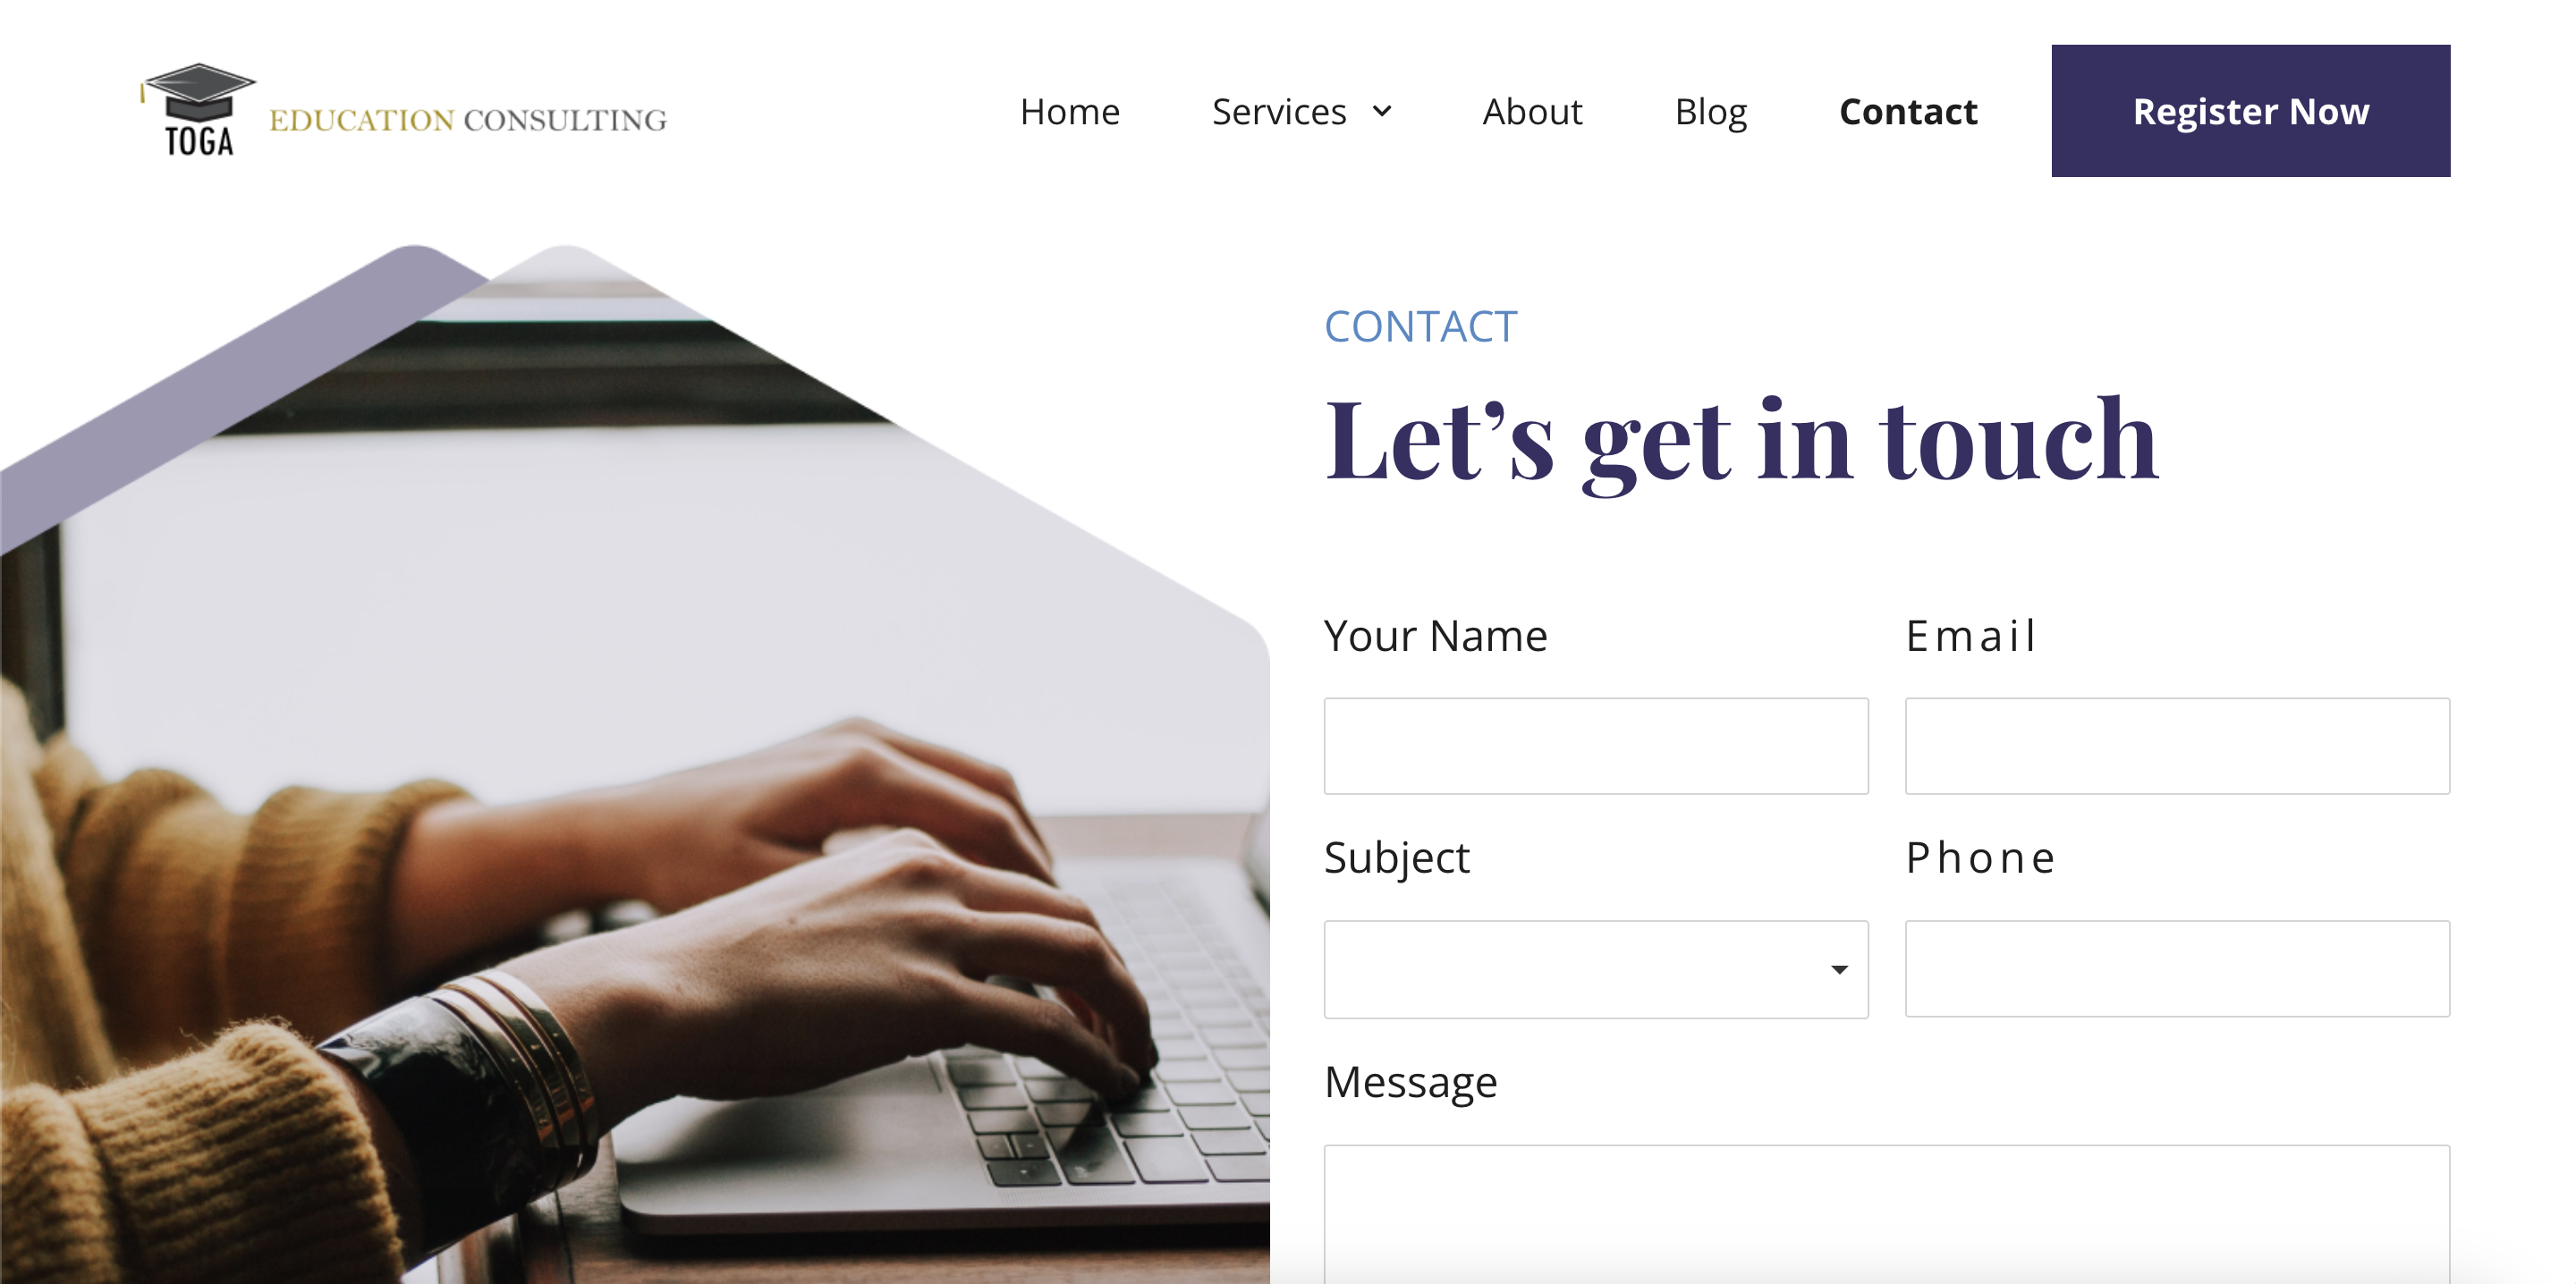 TOGA
EDUCATION CONSULTING
Home
Services
About
Blog
Contact
Register Now
CONTACT
Let’s get in touch
Your Name
Email
Subject
Phone
Message